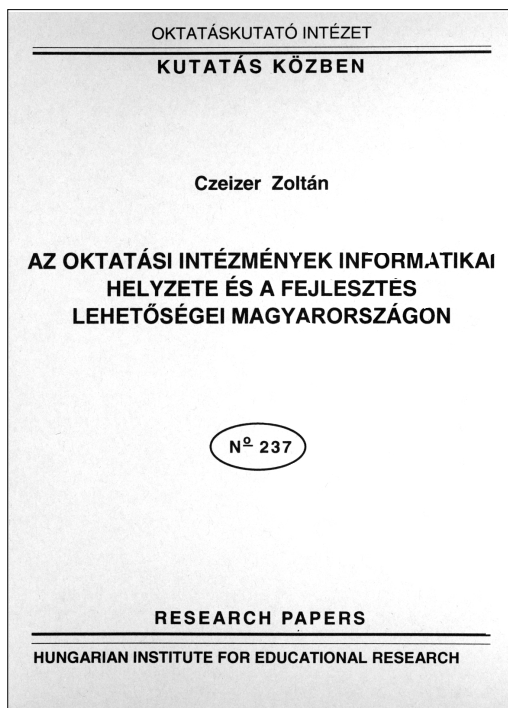 OKTATÁSKUTATÓ INTÉZET
KUTATÁS KÖZBEN
Czeizer Zoltán
AZ OKTATÁSI INTÉZMÉNYEK INFORMATIKAI
HELYZETE ÉS A FEJLESZTÉS
LEHETŐSÉGEI MAGYARORSZÁGON
Nº 237
RESEARCH PAPERS
HUNGARIAN INSTITUTE FOR EDUCATIONAL RESEARCH